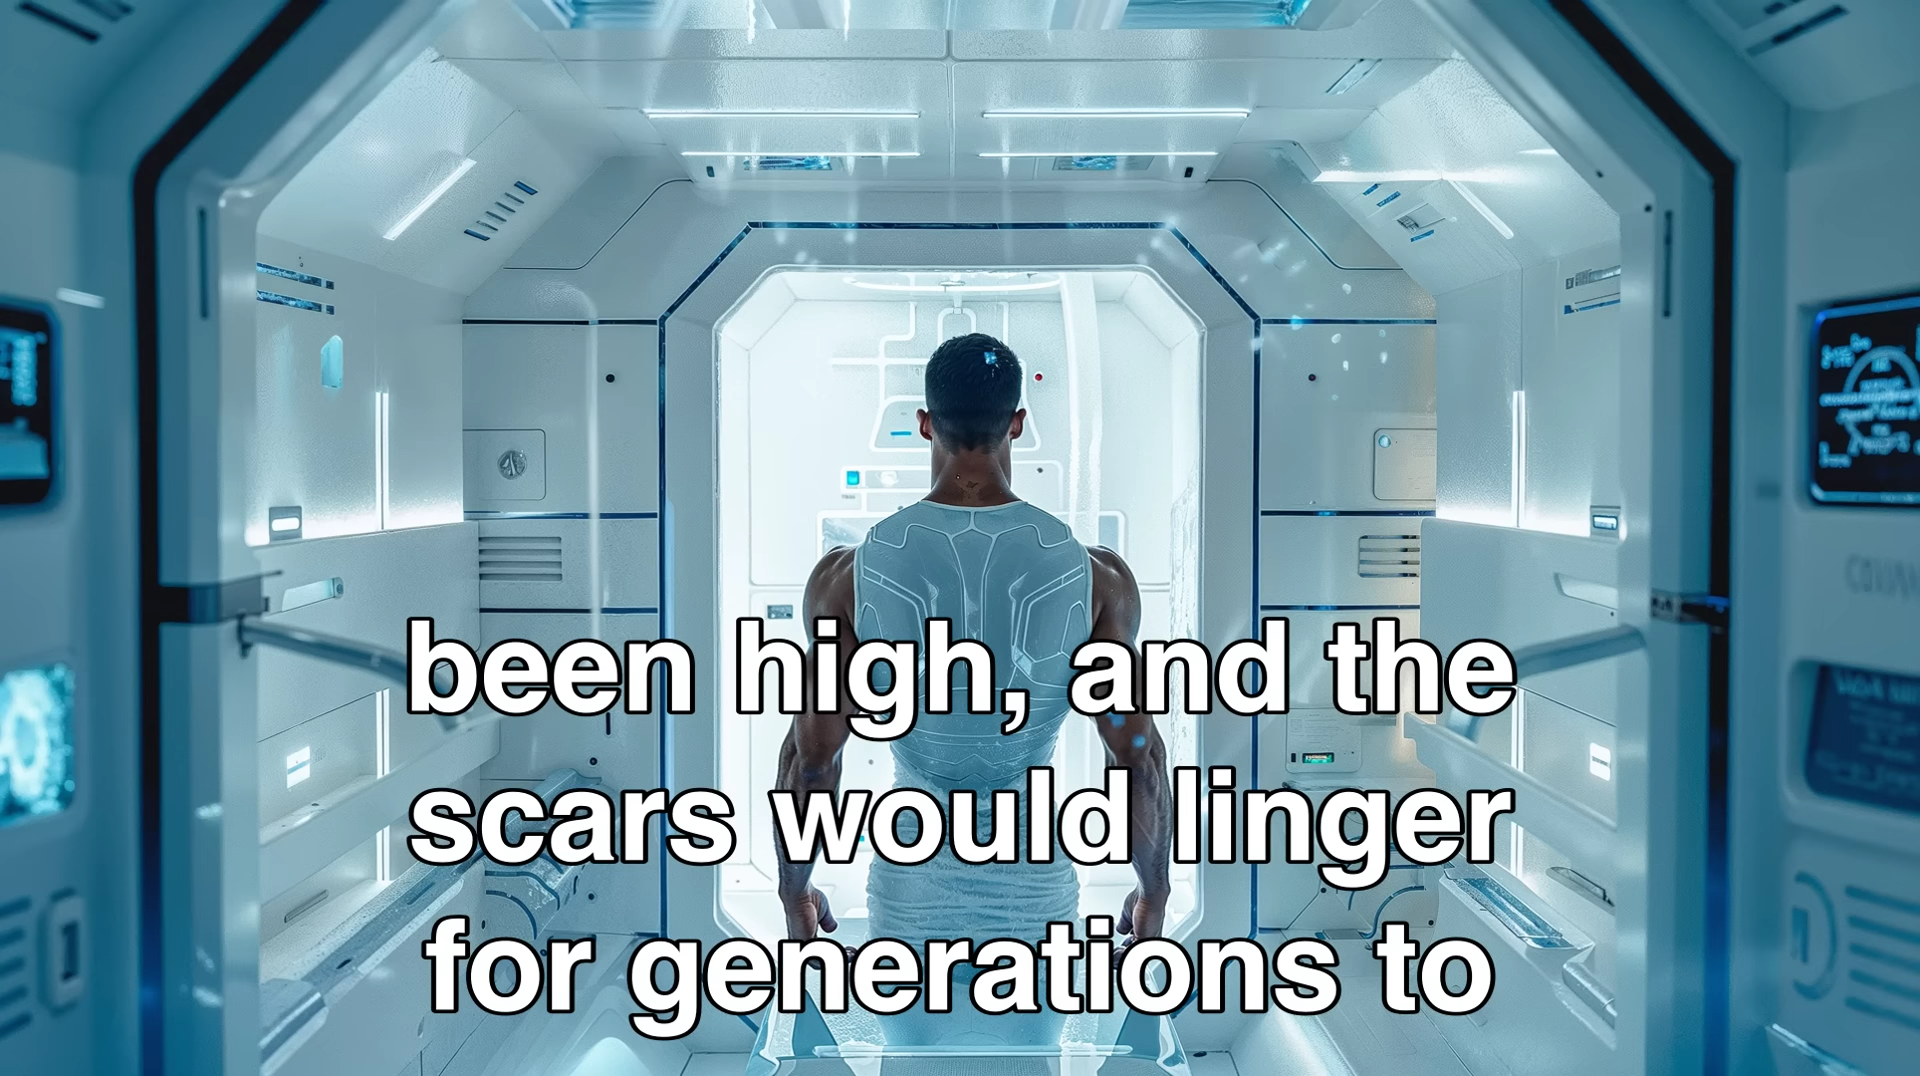 been high, and the
scars would linger
for generations to